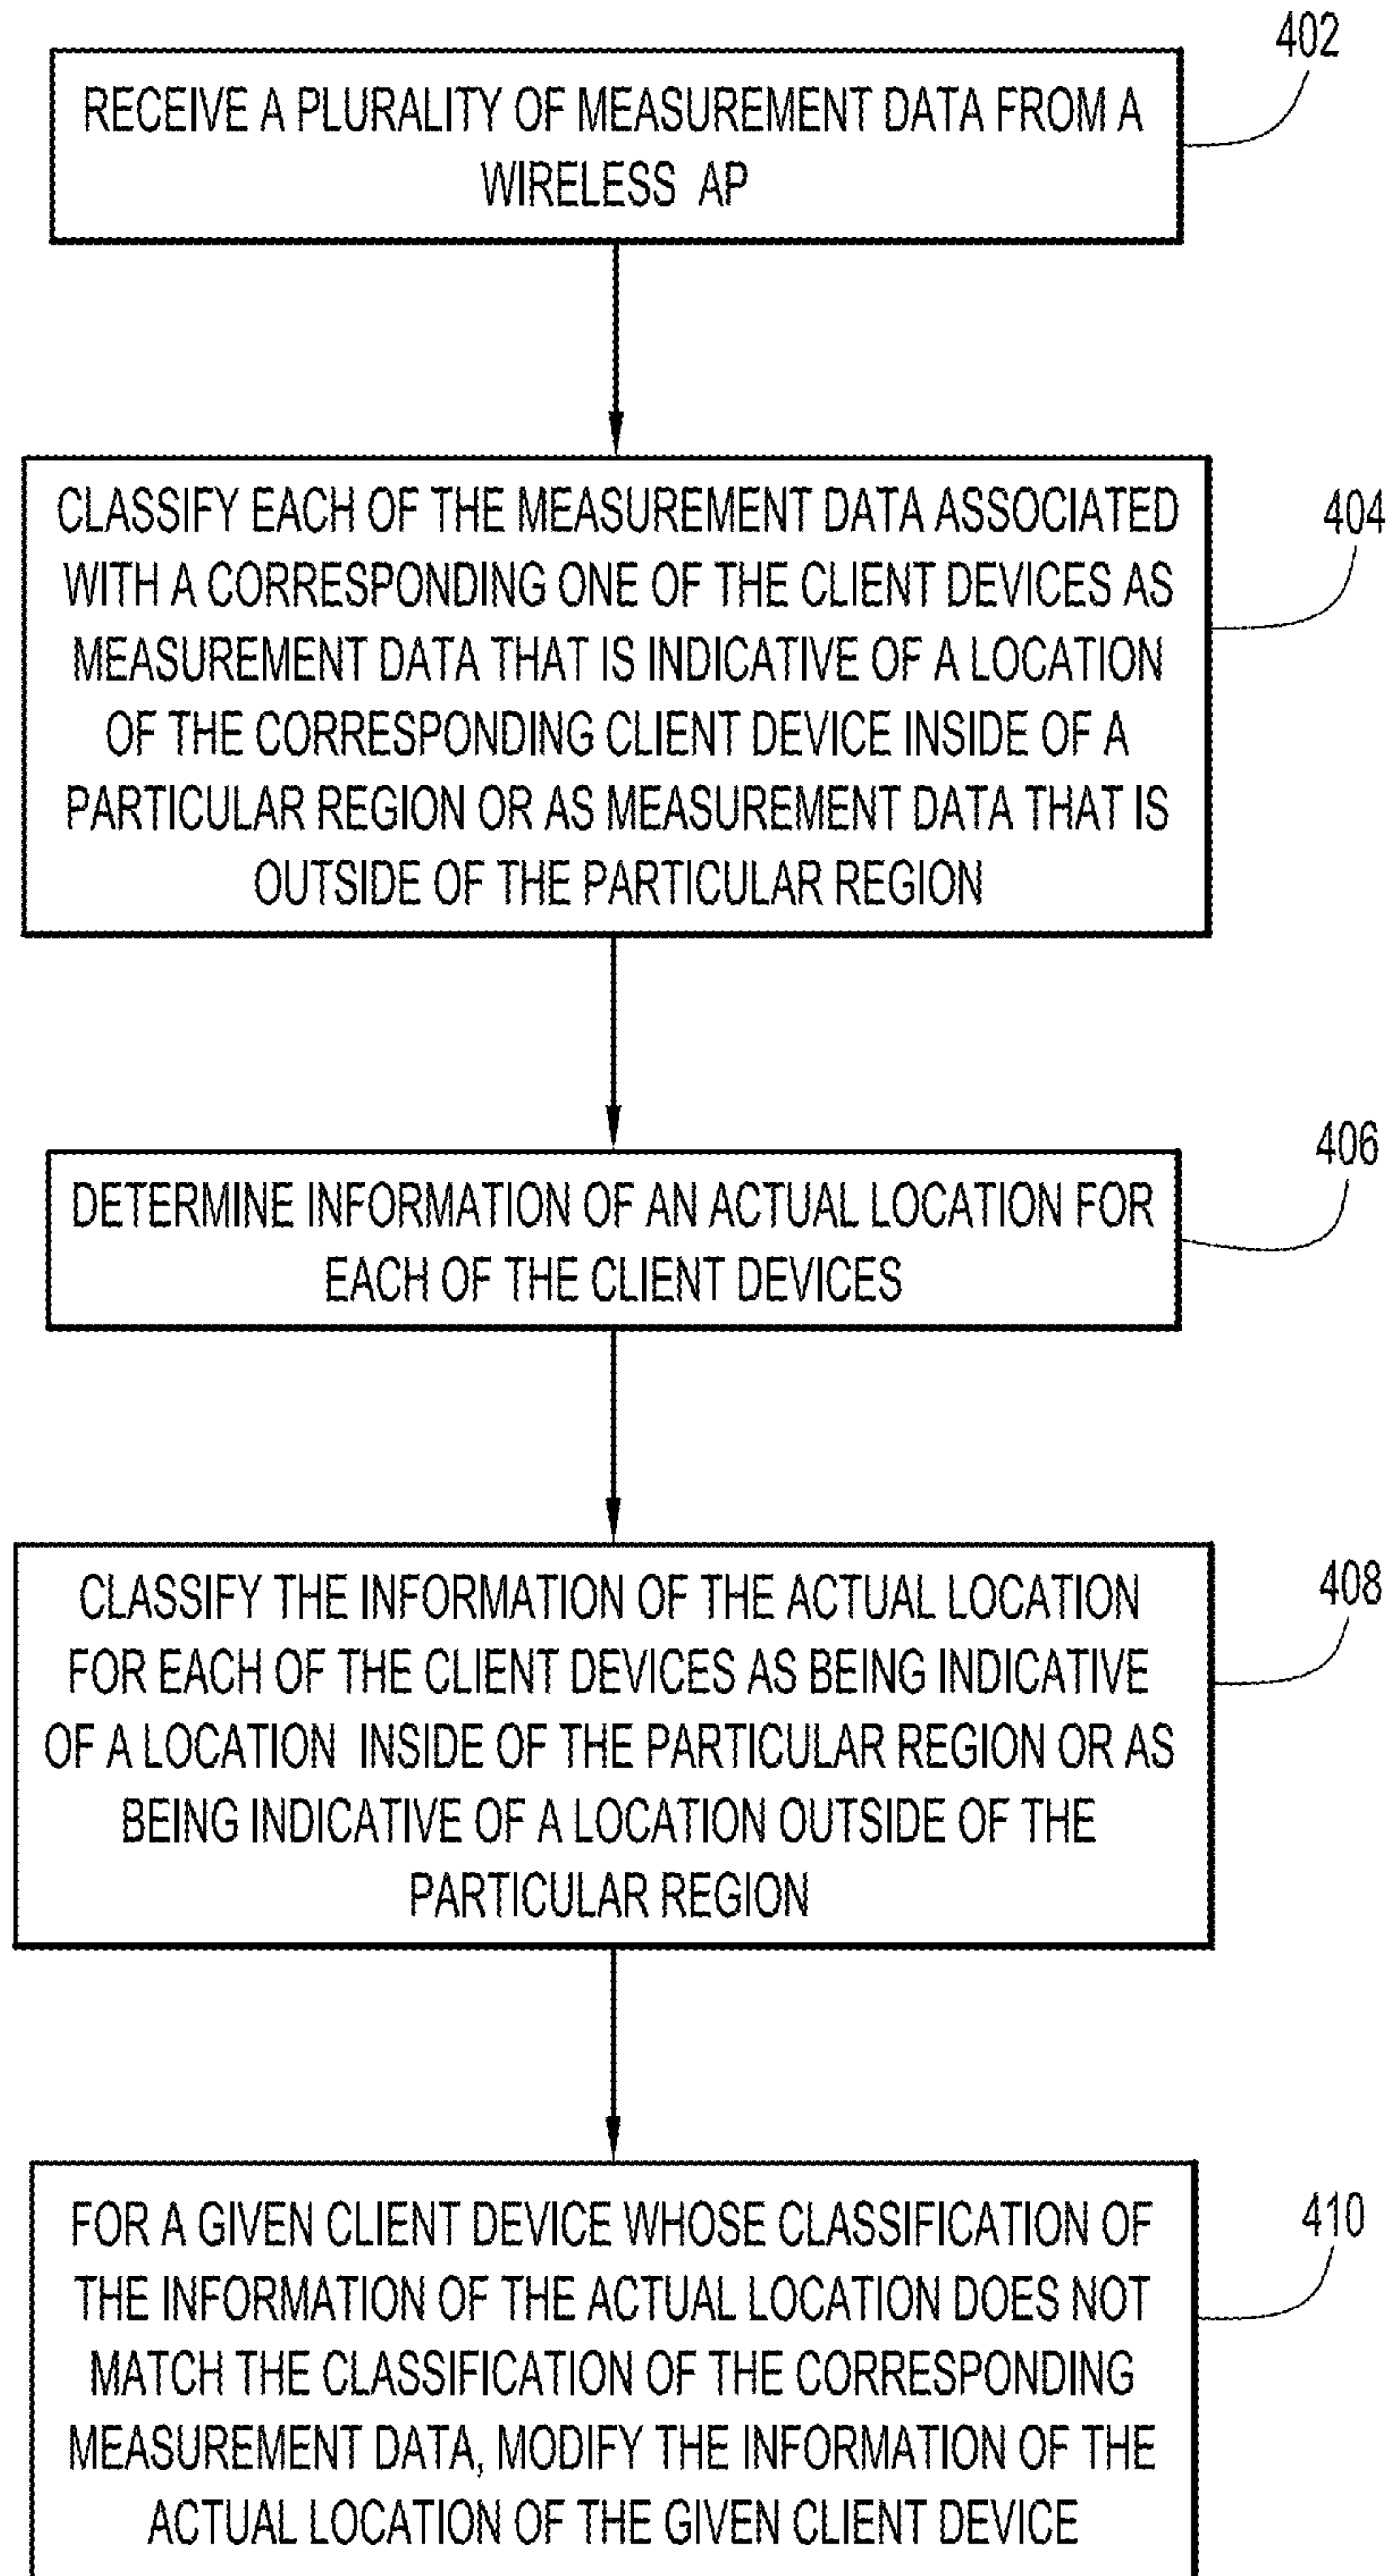 402
RECEIVE A PLURALITY OF MEASUREMENT DATA FROM A
WIRELESS AP
404
CLASSIFY EACH OF THE MEASUREMENT DATA ASSOCIATED
WITH A CORRESPONDING ONE OF THE CLIENT DEVICES AS
MEASUREMENT DATA THAT IS INDICATIVE OF A LOCATION
OF THE CORRESPONDING CLIENT DEVICE INSIDE OF A
PARTICULAR REGION OR AS MEASUREMENT DATA THAT IS
OUTSIDE OF THE PARTICULAR REGION
406
DETERMINE INFORMATION OF AN ACTUAL LOCATION FOR
EACH OF THE CLIENT DEVICES
408
CLASSIFY THE INFORMATION OF THE ACTUAL LOCATION
FOR EACH OF THE CLIENT DEVICES AS BEING INDICATIVE
OF A LOCATION INSIDE OF THE PARTICULAR REGION OR AS
BEING INDICATIVE OF A LOCATION OUTSIDE OF THE
PARTICULAR REGION
410
FOR A GIVEN CLIENT DEVICE WHOSE CLASSIFICATION OF
THE INFORMATION OF THE ACTUAL LOCATION DOES NOT
MATCH THE CLASSIFICATION OF THE CORRESPONDING
MEASUREMENT DATA, MODIFY THE INFORMATION OF THE
ACTUAL LOCATION OF THE GIVEN CLIENT DEVICE